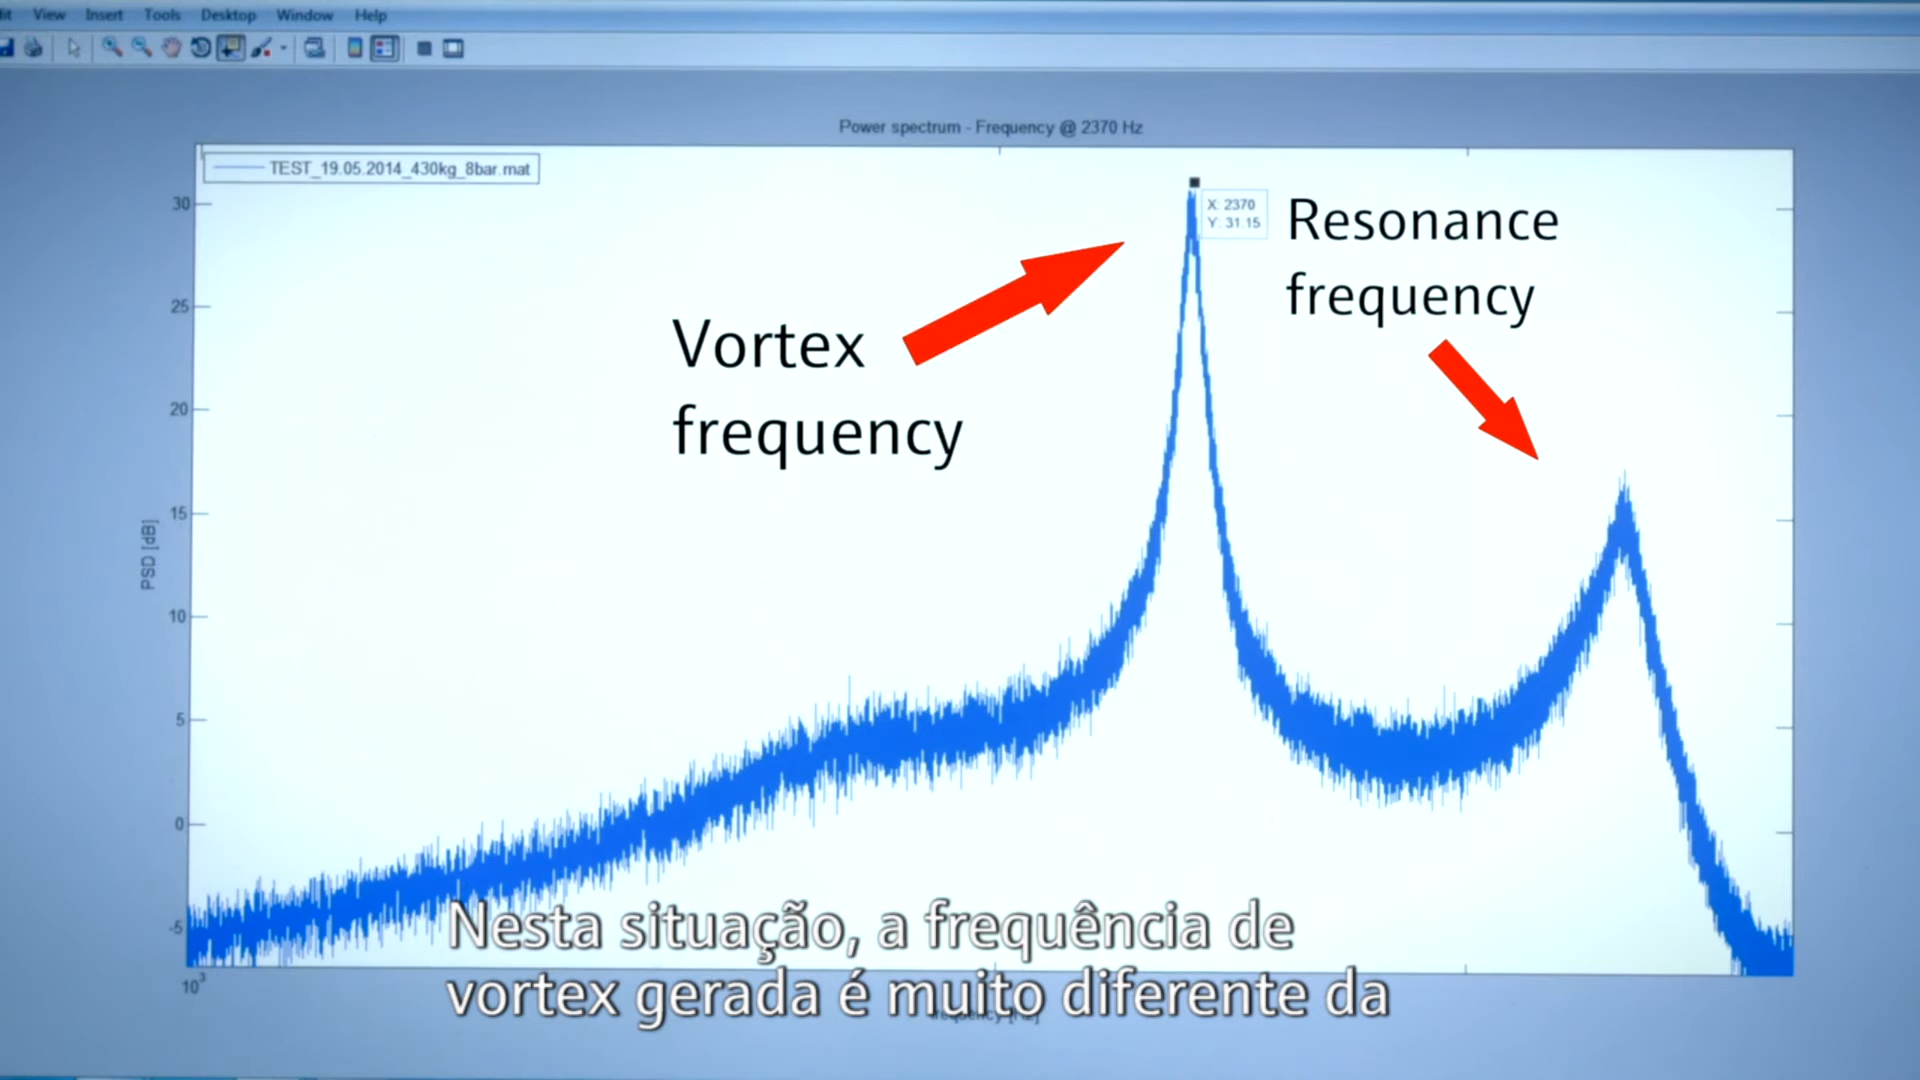 View Insert Tools Desktop Window Help
Power spectrum - Frequency @ 2370 Hz
TEST_19.05.2014_430kg_8bar.mat
30
25
20
15
10
5
0
-5
PSD [dB]
X: 2370
Y: 31.15
Vortex
frequency
Resonance
frequency
10³
Nesta situação, a frequência de
vortex gerada é muito diferente da